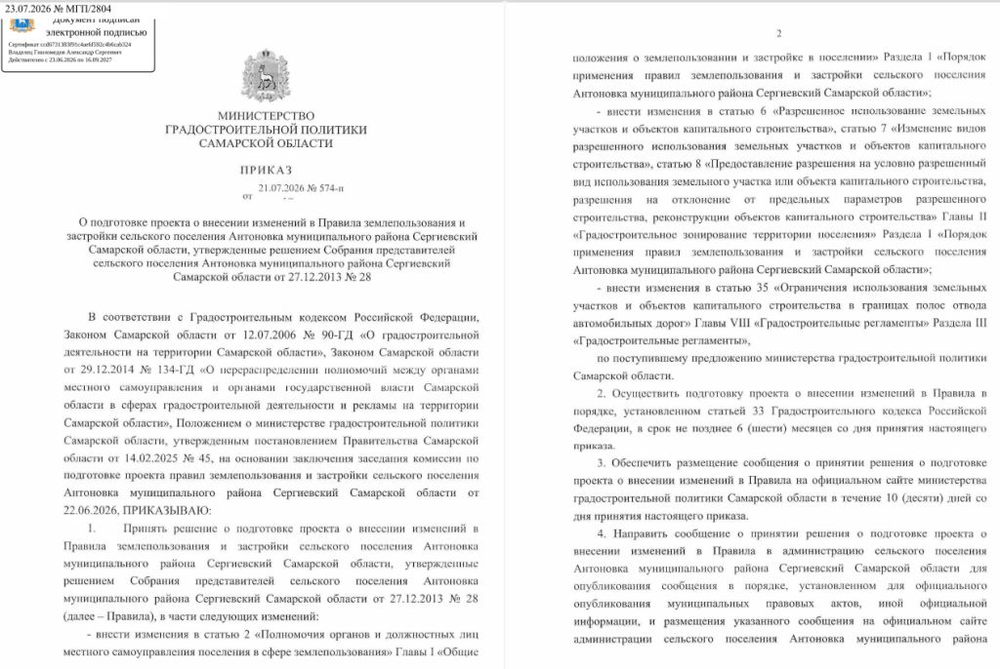 23.07.2026 № МГП/2804
Документ подписан
электронной подписью
Владелец Гниломедов Александр Сергеевич
Действителен с 23.06.2026 по 16.09.2027
МИНИСТЕРСТВО
ГРАДОСТРОИТЕЛЬНОЙ ПОЛИТИКИ
САМАРСКОЙ ОБЛАСТИ
ПРИКАЗ
21.07.2026 № 574-п
от
О подготовке проекта о внесении изменений в Правила землепользования и
застройки сельского поселения Антоновка муниципального района Сергиевский
Самарской области, утвержденные решением Собрания представителей
сельского поселения Антоновка муниципального района Сергиевский
Самарской области от 27.12.2013 № 28
В соответствии с Градостроительным кодексом Российской Федерации,
Законом Самарской области от 12.07.2006 № 90-ГД «О градостроительной
деятельности на территории Самарской области», Законом Самарской области
от 29.12.2014 № 134-ГД «О перераспределении полномочий между органами
местного самоуправления и органами государственной власти Самарской
области в сферах градостроительной деятельности и рекламы на территории
Самарской области», Положением о министерстве градостроительной политики
Самарской области, утвержденным постановлением Правительства Самарской
области от 14.02.2025 № 45, на основании заключения заседания комиссии по
подготовке проекта правил землепользования и застройки сельского поселения
Антоновка муниципального района Сергиевский Самарской области от
22.06.2026, ПРИКАЗЫВАЮ:
1. Принять решение о подготовке проекта о внесении изменений в
Правила землепользования и застройки сельского поселения Антоновка
муниципального района Сергиевский Самарской области, утвержденные
решением Собрания представителей сельского поселения Антоновка
муниципального района Сергиевский Самарской области от 27.12.2013 № 28
(далее – Правила), в части следующих изменений:
- внести изменения в статью 2 «Полномочия органов и должностных лиц
местного самоуправления поселения в сфере землепользования» Главы I «Общие
2
положения о землепользовании и застройке в поселении» Раздела I «Порядок
применения правил землепользования и застройки сельского поселения
Антоновка муниципального района Сергиевский Самарской области»;
- внести изменения в статью 6 «Разрешенное использование земельных
участков и объектов капитального строительства», статью 7 «Изменение видов
разрешенного использования земельных участков и объектов капитального
строительства», статью 8 «Предоставление разрешения на условно разрешенный
вид использования земельного участка или объекта капитального строительства,
разрешения на отклонение от предельных параметров разрешенного
строительства, реконструкции объектов капитального строительства» Главы II
«Градостроительное зонирование территории поселения» Раздела I «Порядок
применения правил землепользования и застройки сельского поселения
Антоновка муниципального района Сергиевский Самарской области»;
- внести изменения в статью 35 «Ограничения использования земельных
участков и объектов капитального строительства в границах полос отвода
автомобильных дорог» Главы VIII «Градостроительные регламенты» Раздела III
«Градостроительные регламенты»,
по поступившему предложению министерства градостроительной политики
Самарской области.
2. Осуществить подготовку проекта о внесении изменений в Правила в
порядке, установленном статьей 33 Градостроительного кодекса Российской
Федерации, в срок не позднее 6 (шести) месяцев со дня принятия настоящего
приказа.
3. Обеспечить размещение сообщения о принятии решения о подготовке
проекта о внесении изменений в Правила на официальном сайте министерства
градостроительной политики Самарской области в течение 10 (десяти) дней со
дня принятия настоящего приказа.
4. Направить сообщение о принятии решения о подготовке проекта о
внесении изменений в Правила в администрацию сельского поселения
Антоновка муниципального района Сергиевский Самарской области для
опубликования сообщения в порядке, установленном для официального
опубликования муниципальных правовых актов, иной официальной
информации, и размещения указанного сообщения на официальном сайте
администрации сельского поселения Антоновка муниципального района